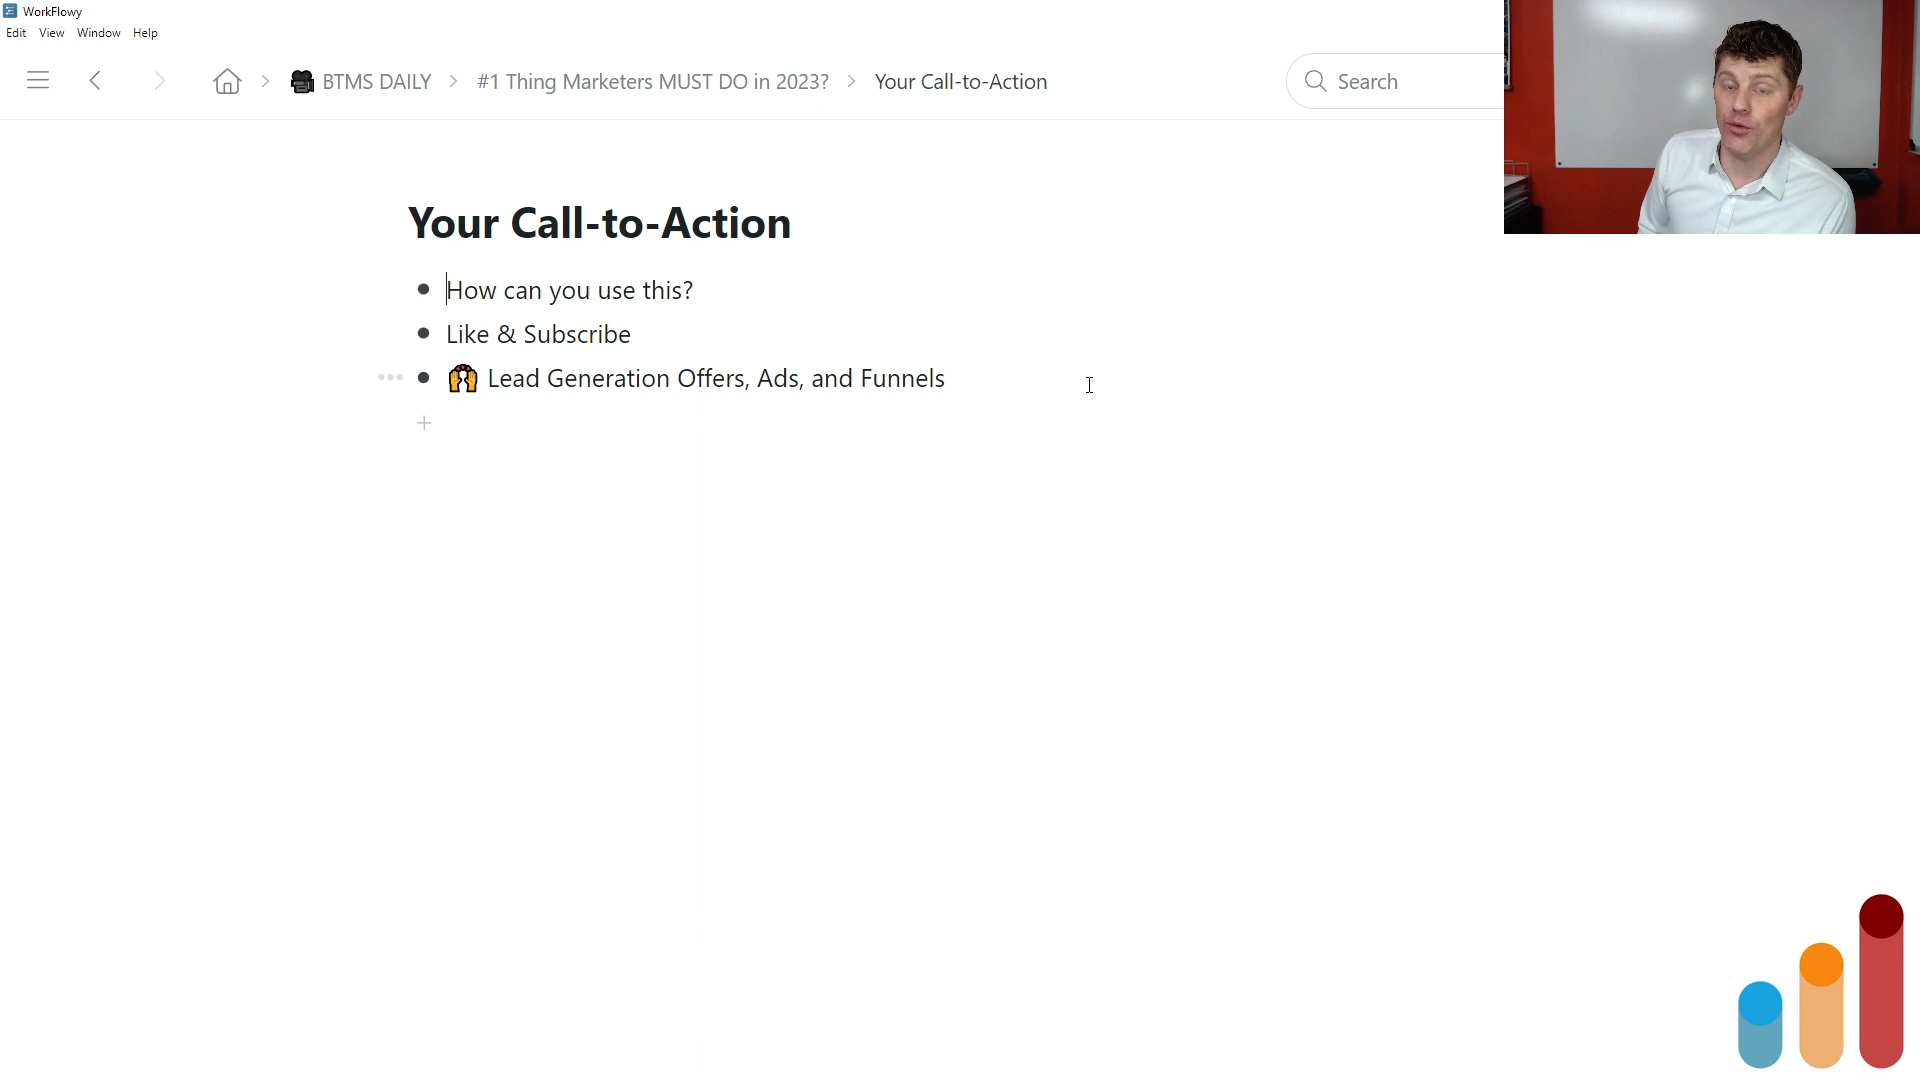 WorkFlowy
Edit View Window Help
BTMS DAILY > #1 Thing Marketers MUST DO in 2023? > Your Call-to-Action
Search
Your Call-to-Action
How can you use this?
Like & Subscribe
🙌 Lead Generation Offers, Ads, and Funnels